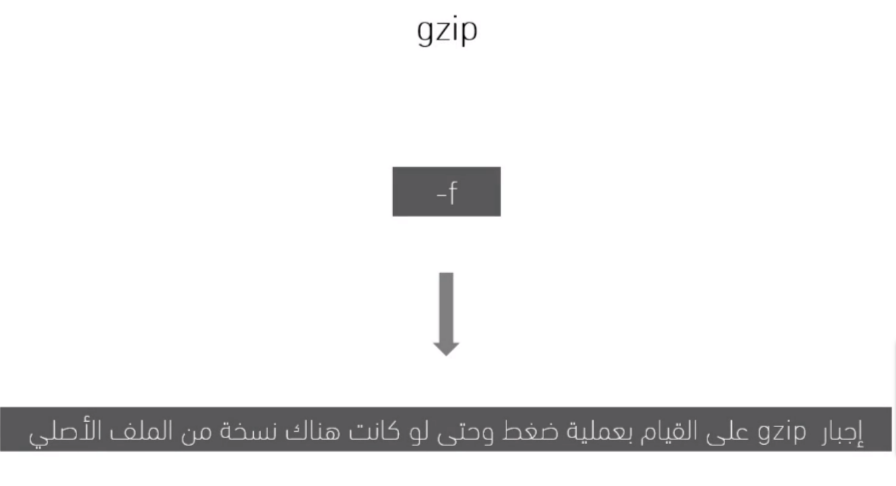 gzip
-f
إجبار gzip على القيام بعملية ضغط وحتى لو كانت هناك نسخة من الملف الأصلي